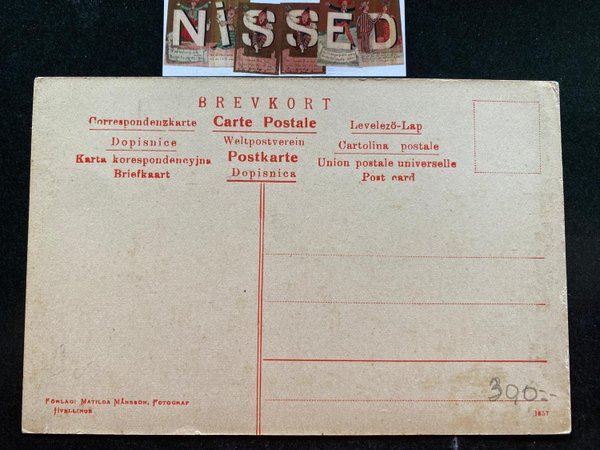 NISSED
BREVKORT
Correspondenzkarte Carte Postale Levelező-Lap
Dopisnice Weltpostverein Cartolina postale
Karta korespondencyjna Postkarte Union postale universelle
Briefkaart Dopisnica Post card
390:-
FÖRLAG: MATILDA MÅNSSON, FOTOGRAF
HVELLINGE
1857